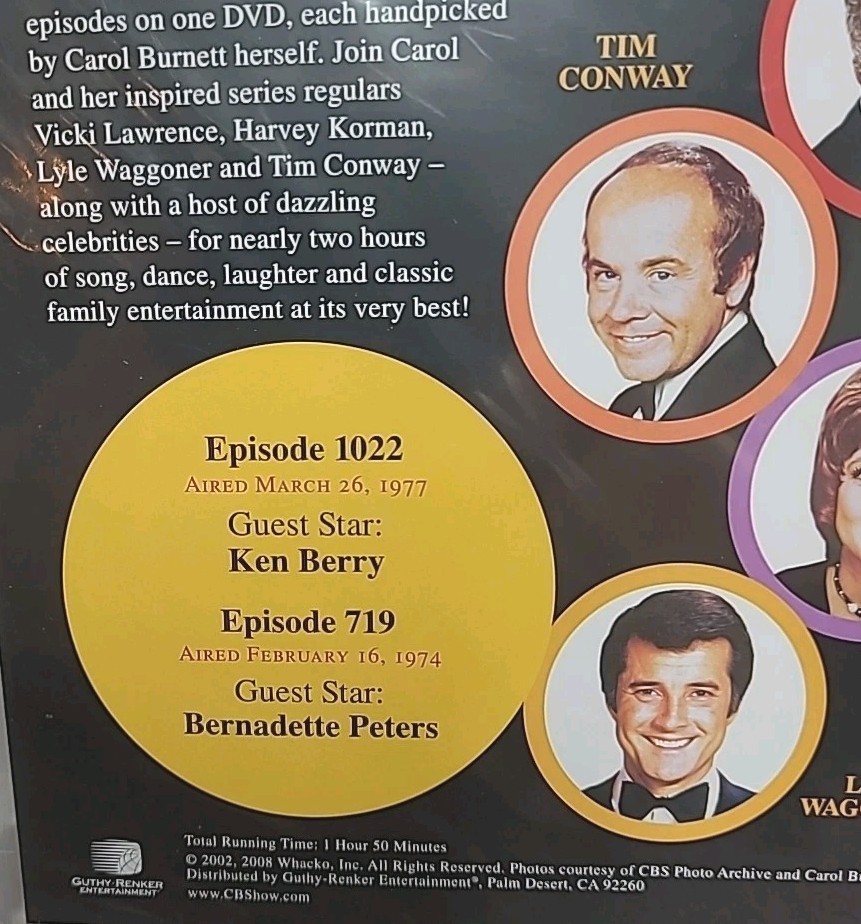 episodes on one DVD, each handpicked
by Carol Burnett herself. Join Carol
and her inspired series regulars
Vicki Lawrence, Harvey Korman,
Lyle Waggoner and Tim Conway –
along with a host of dazzling
celebrities – for nearly two hours
of song, dance, laughter and classic
family entertainment at its very best!
TIM
CONWAY
Episode 1022
AIRED MARCH 26, 1977
Guest Star:
Ken Berry
Episode 719
AIRED FEBRUARY 16, 1974
Guest Star:
Bernadette Peters
L
WAG
GUTHY-RENKER
ENTERTAINMENT
Total Running Time: 1 Hour 50 Minutes
© 2002, 2008 Whacko, Inc. All Rights Reserved. Photos courtesy of CBS Photo Archive and Carol B
Distributed by Guthy-Renker Entertainment®, Palm Desert, CA 92260
www.CBShow.com